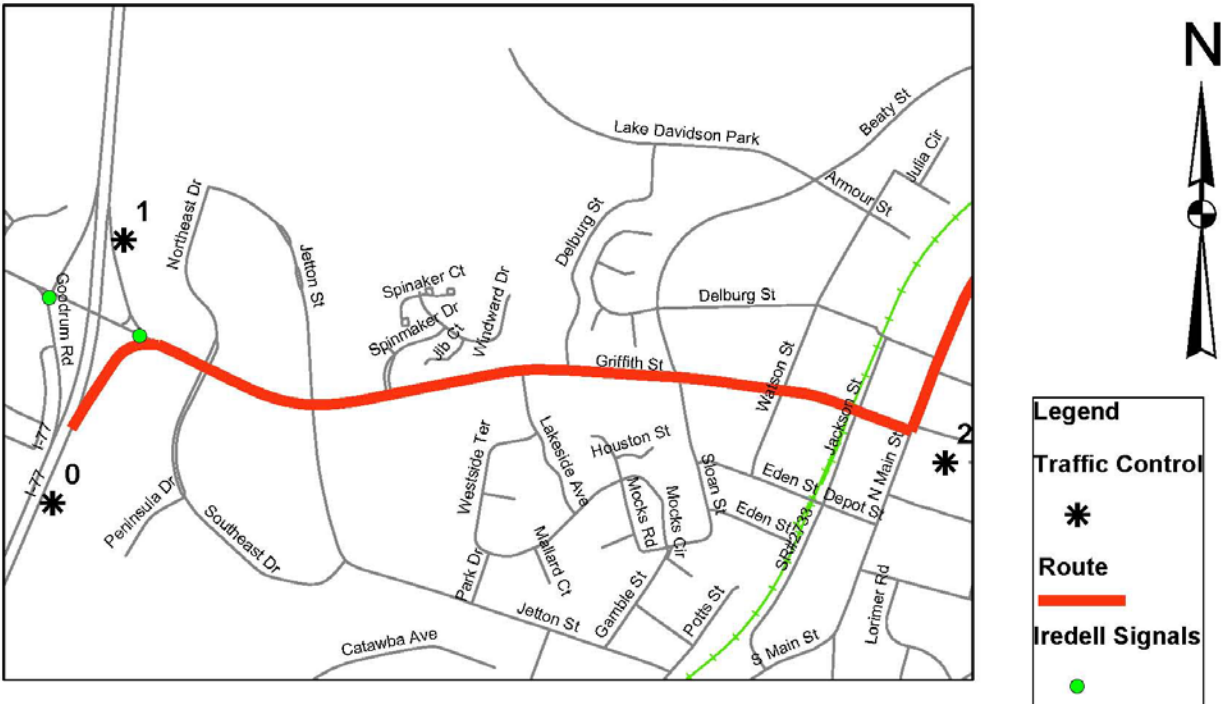 N
Lake Davidson Park
Beaty St
Julia Cir
Armour St
Northeast Dr
1
Delburg St
Jetton St
Goodrum Rd
Spinaker Ct
Windward Dr
Delburg St
Spinmaker Dr
Jib Ct
Griffith St
Watson St
Jackson St
I-77
I-77
0
Lakeside Ave
Westside Ter
Houston St
N Main St
2
Sloan St
Eden St
Depot St
Mocks Rd
Mocks Cir
Eden St
Peninsula Dr
Southeast Dr
SR#2733
Mallard Ct
Park Dr
Gamble St
Potts St
Lorimer Rd
Jetton St
Catawba Ave
S Main St
Legend
Traffic Control
Route
Iredell Signals